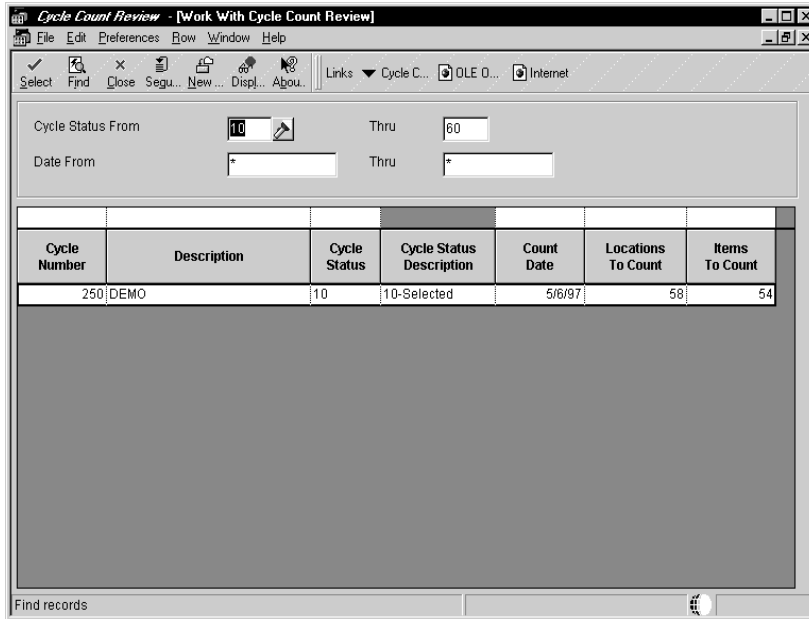 Cycle Count Review - [Work With Cycle Count Review]
File Edit Preferences Row Window Help
Select Find Close Sequ... New ... Displ... Abou.. Links Cycle C... OLE O... Internet
Cycle Status From 10 Thru 60
Date From * Thru *
Cycle Number Description Cycle Status Cycle Status Description Count Date Locations To Count Items To Count
250 DEMO 10 10-Selected 5/6/97 58 54
Find records